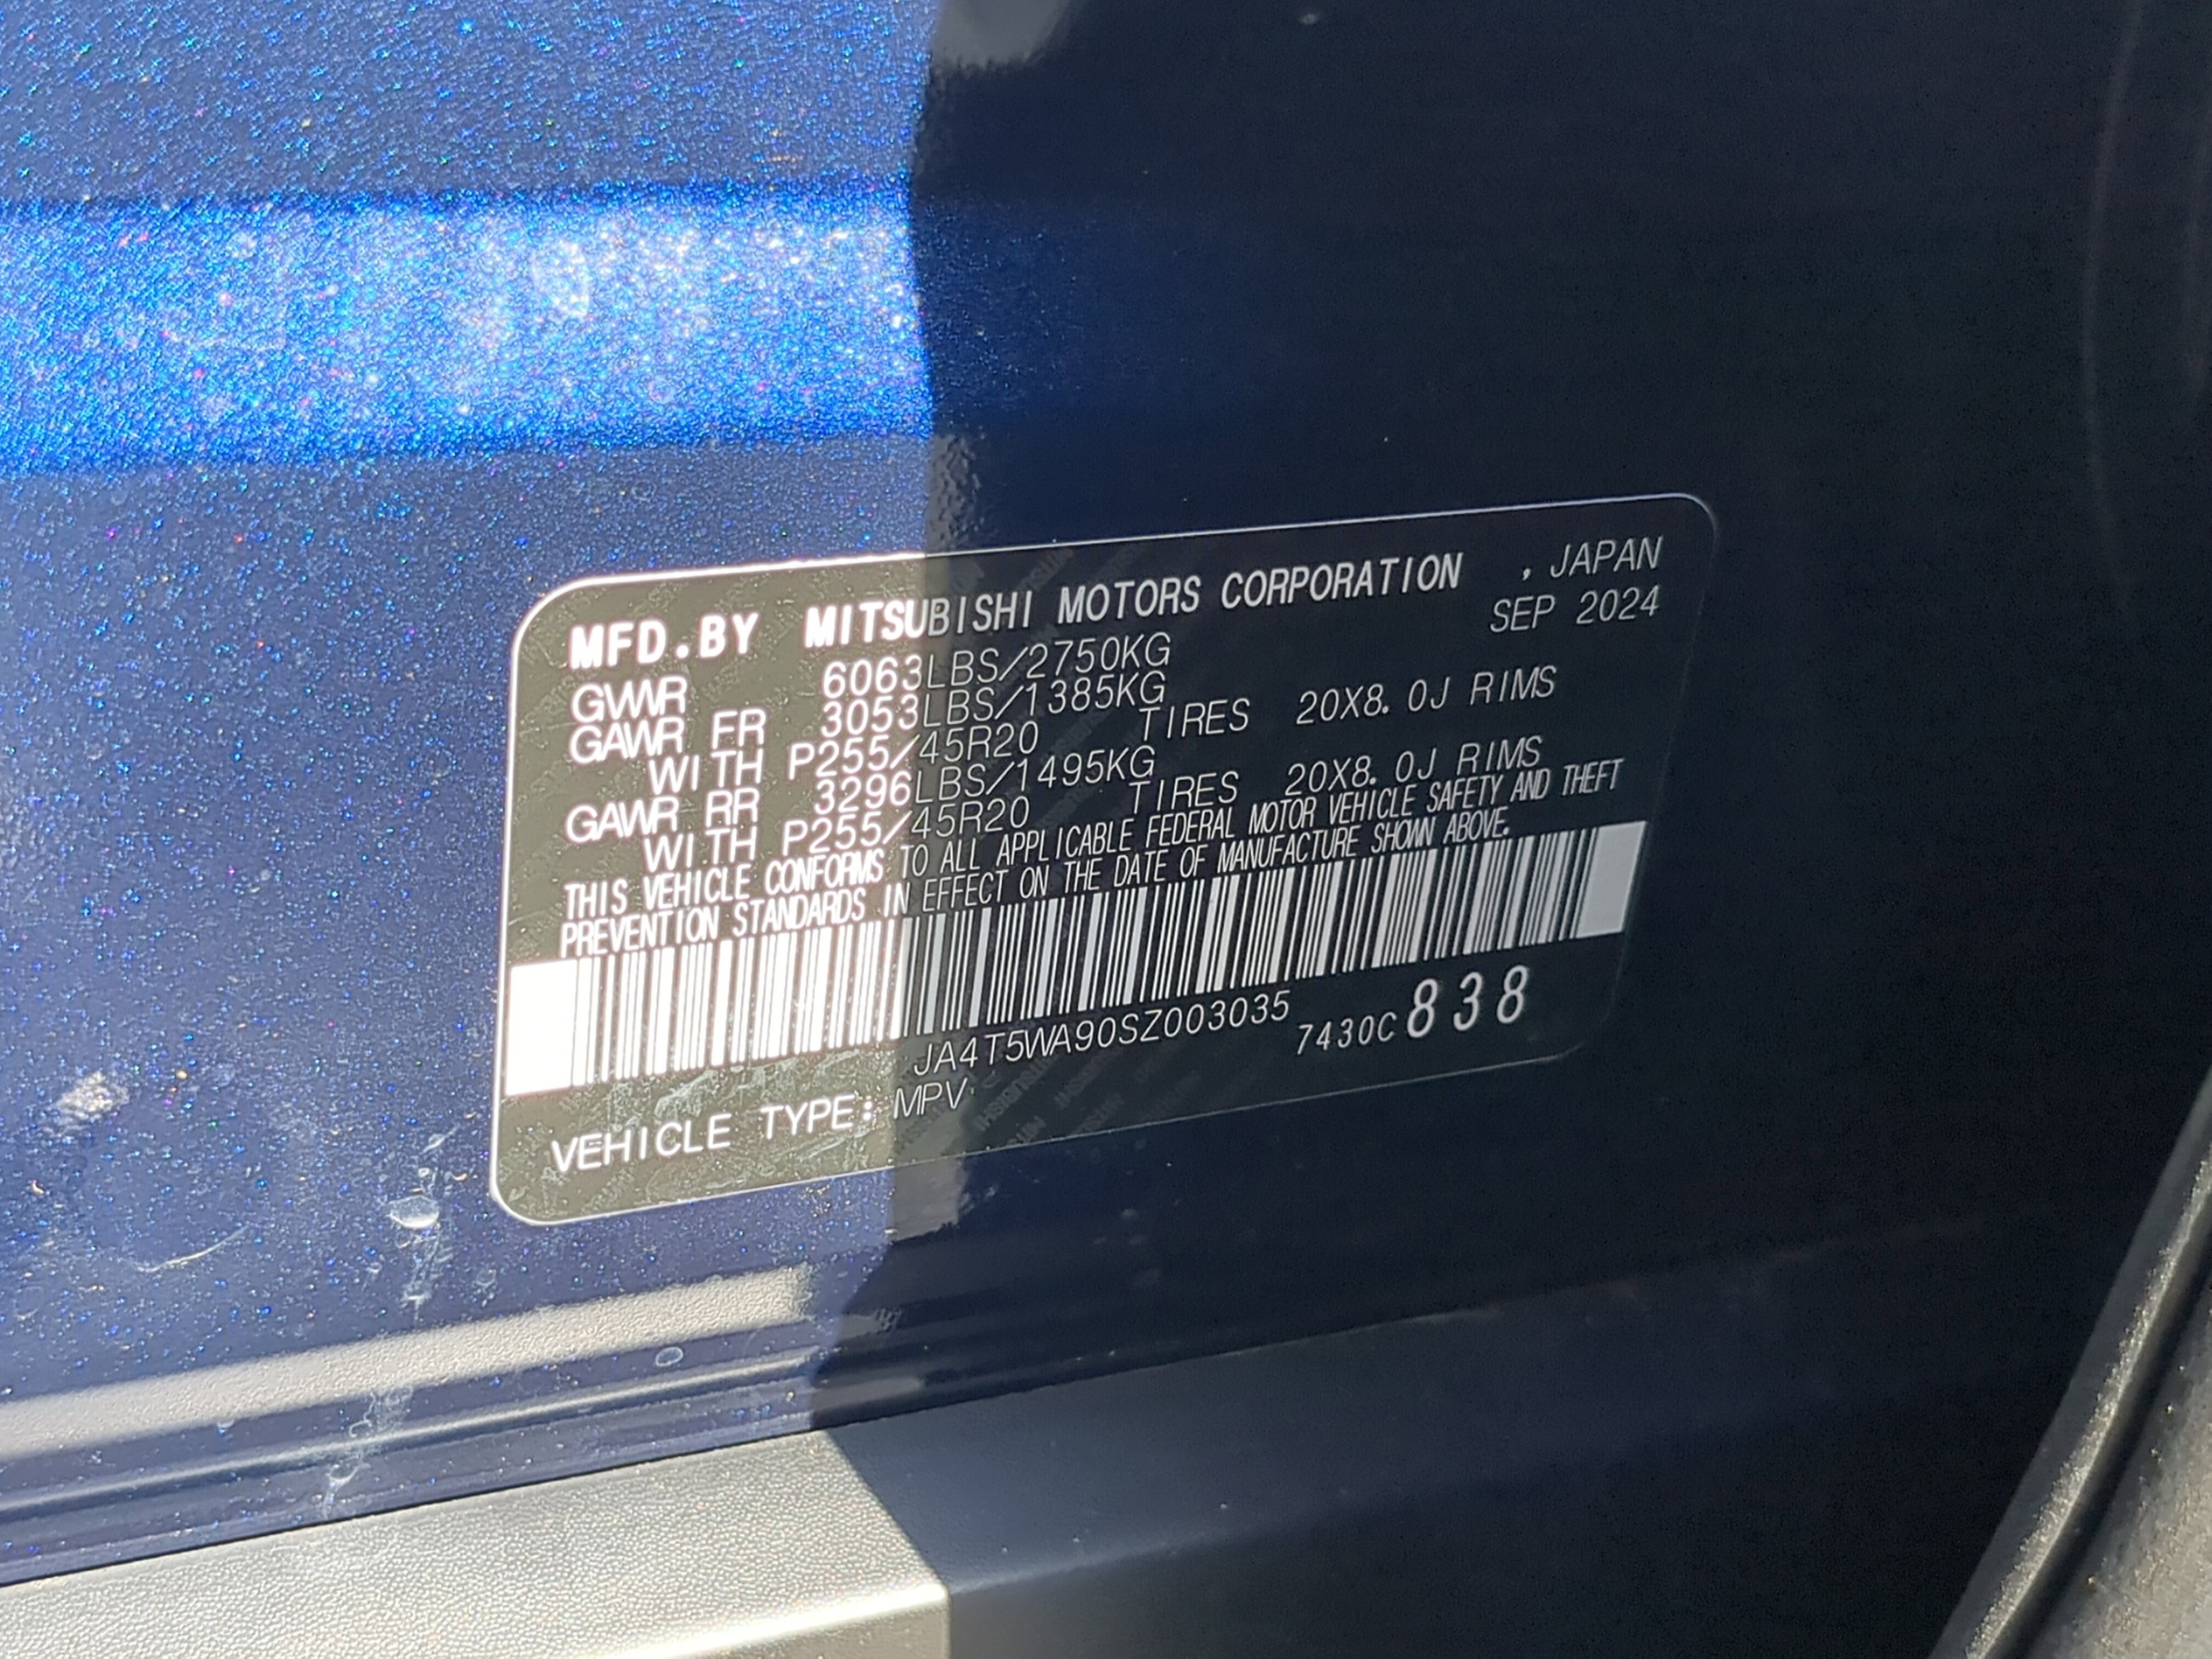 MFD.BY MITSUBISHI MOTORS CORPORATION , JAPAN
SEP 2024
GVWR 6063LBS/2750KG
GAWR FR 3053LBS/1385KG
WITH P255/45R20 TIRES 20X8.0J RIMS
GAWR RR 3296LBS/1495KG
WITH P255/45R20 TIRES 20X8.0J RIMS
THIS VEHICLE CONFORMS TO ALL APPLICABLE FEDERAL MOTOR VEHICLE SAFETY AND THEFT
PREVENTION STANDARDS IN EFFECT ON THE DATE OF MANUFACTURE SHOWN ABOVE.
JA4T5WA90SZ003035 7430C838
VEHICLE TYPE: MPV